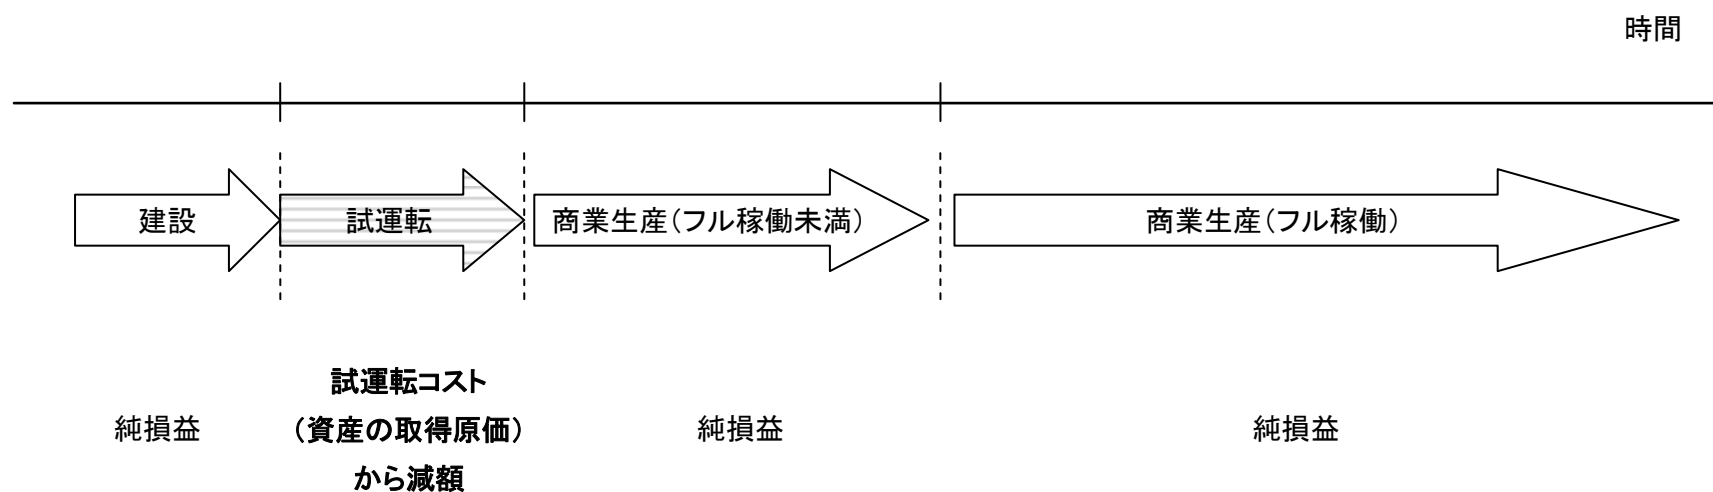 時間
建設
試運転
商業生産（フル稼働未満）
商業生産（フル稼働）
純損益
試運転コスト
（資産の取得原価）
から減額
純損益
純損益